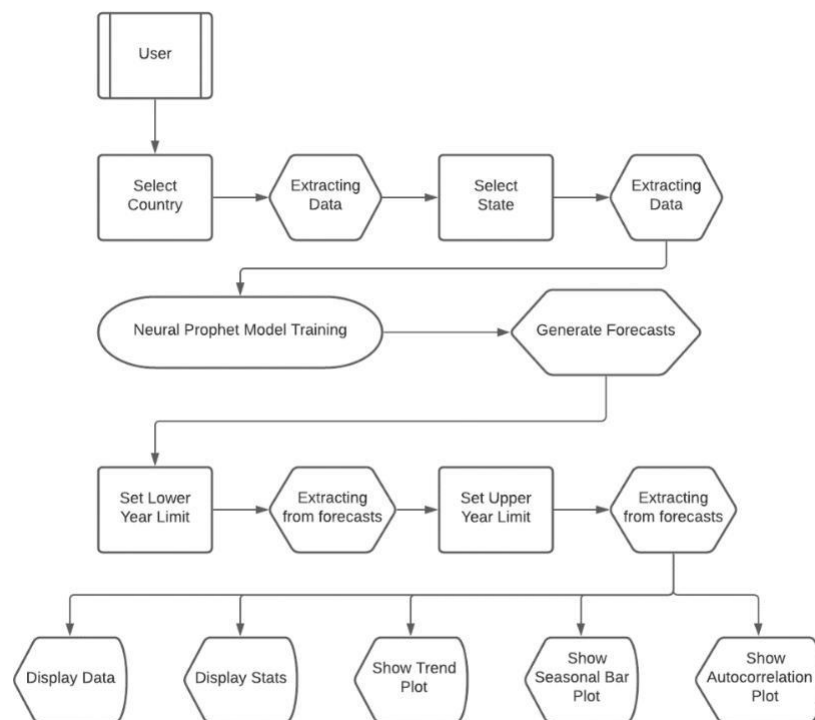 User
Select
Country
Extracting
Data
Select
State
Extracting
Data
Neural Prophet Model Training
Generate Forecasts
Set Lower
Year Limit
Extracting
from forecasts
Set Upper
Year Limit
Extracting
from forecasts
Display Data
Display Stats
Show Trend
Plot
Show
Seasonal Bar
Plot
Show
Autocorrelation
Plot